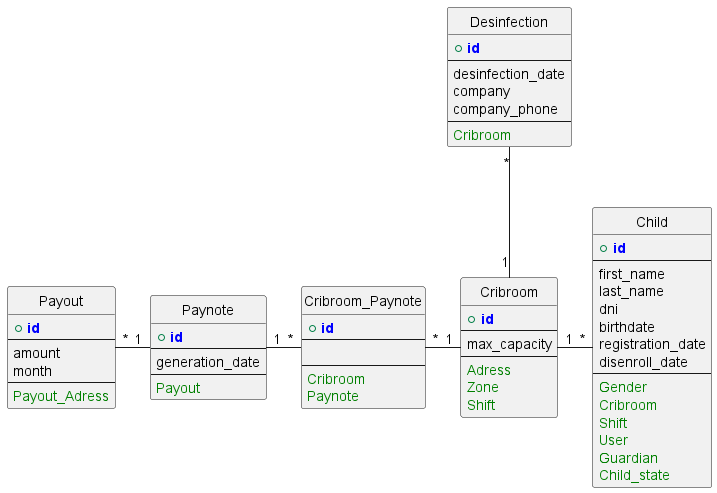 Desinfection
id
desinfection_date
company
company_phone
Cribroom
*
1
Child
id
first_name
last_name
dni
birthdate
registration_date
disenroll_date
Gender
Cribroom
Shift
User
Guardian
Child_state
Payout
id
amount
month
Payout_Adress
* 1
Paynote
id
generation_date
Payout
1 *
Cribroom_Paynote
id
Cribroom
Paynote
* 1
Cribroom
id
max_capacity
Adress
Zone
Shift
1 *